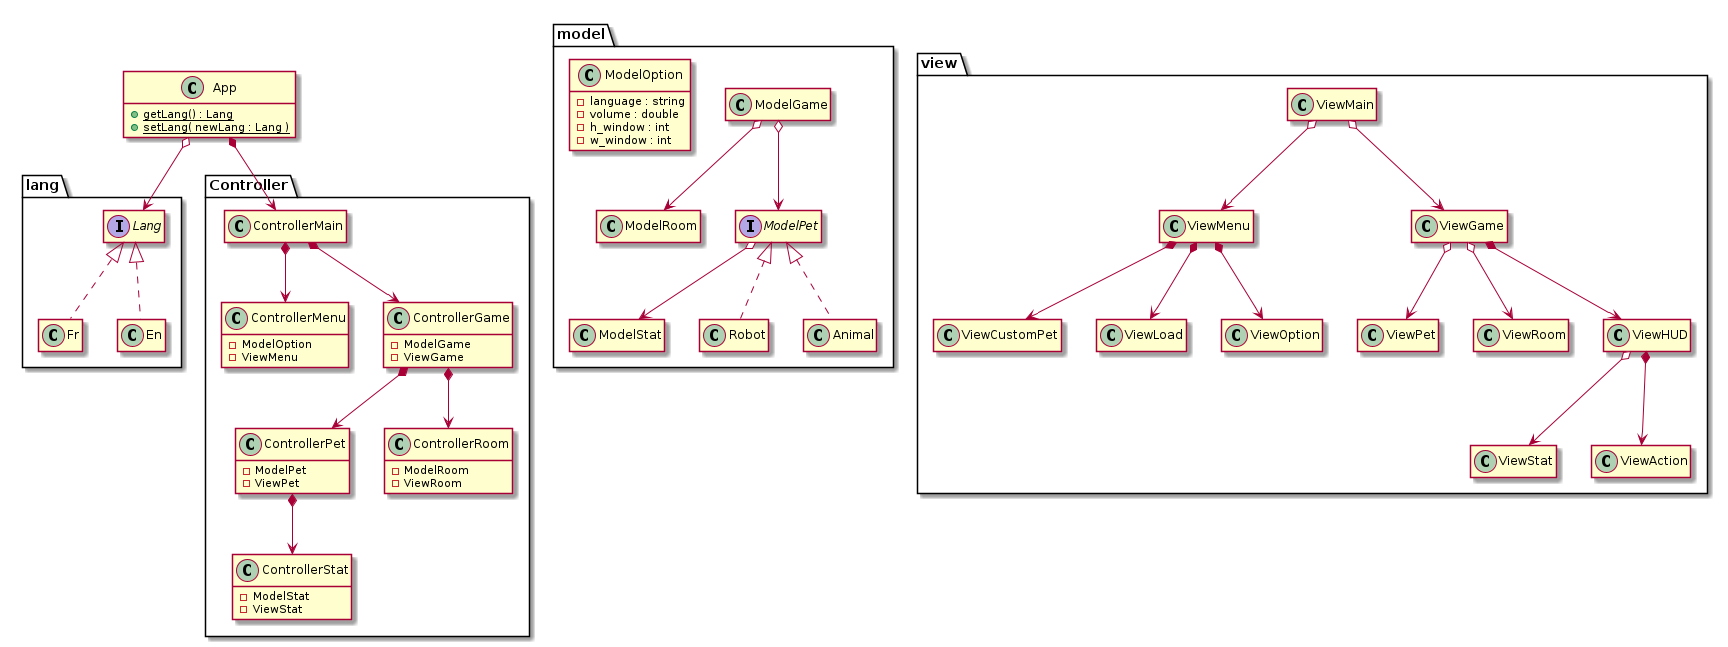 App
getLang() : Lang
setLang( newLang : Lang )
lang
I Lang
C Fr
C En
Controller
C ControllerMain
C ControllerMenu
ModelOption
ViewMenu
C ControllerGame
ModelGame
ViewGame
C ControllerPet
ModelPet
ViewPet
C ControllerRoom
ModelRoom
ViewRoom
C ControllerStat
ModelStat
ViewStat
model
C ModelOption
language : string
volume : double
h_window : int
w_window : int
C ModelGame
C ModelRoom
I ModelPet
C ModelStat
C Robot
C Animal
view
C ViewMain
C ViewMenu
C ViewGame
C ViewCustomPet
C ViewLoad
C ViewOption
C ViewPet
C ViewRoom
C ViewHUD
C ViewStat
C ViewAction